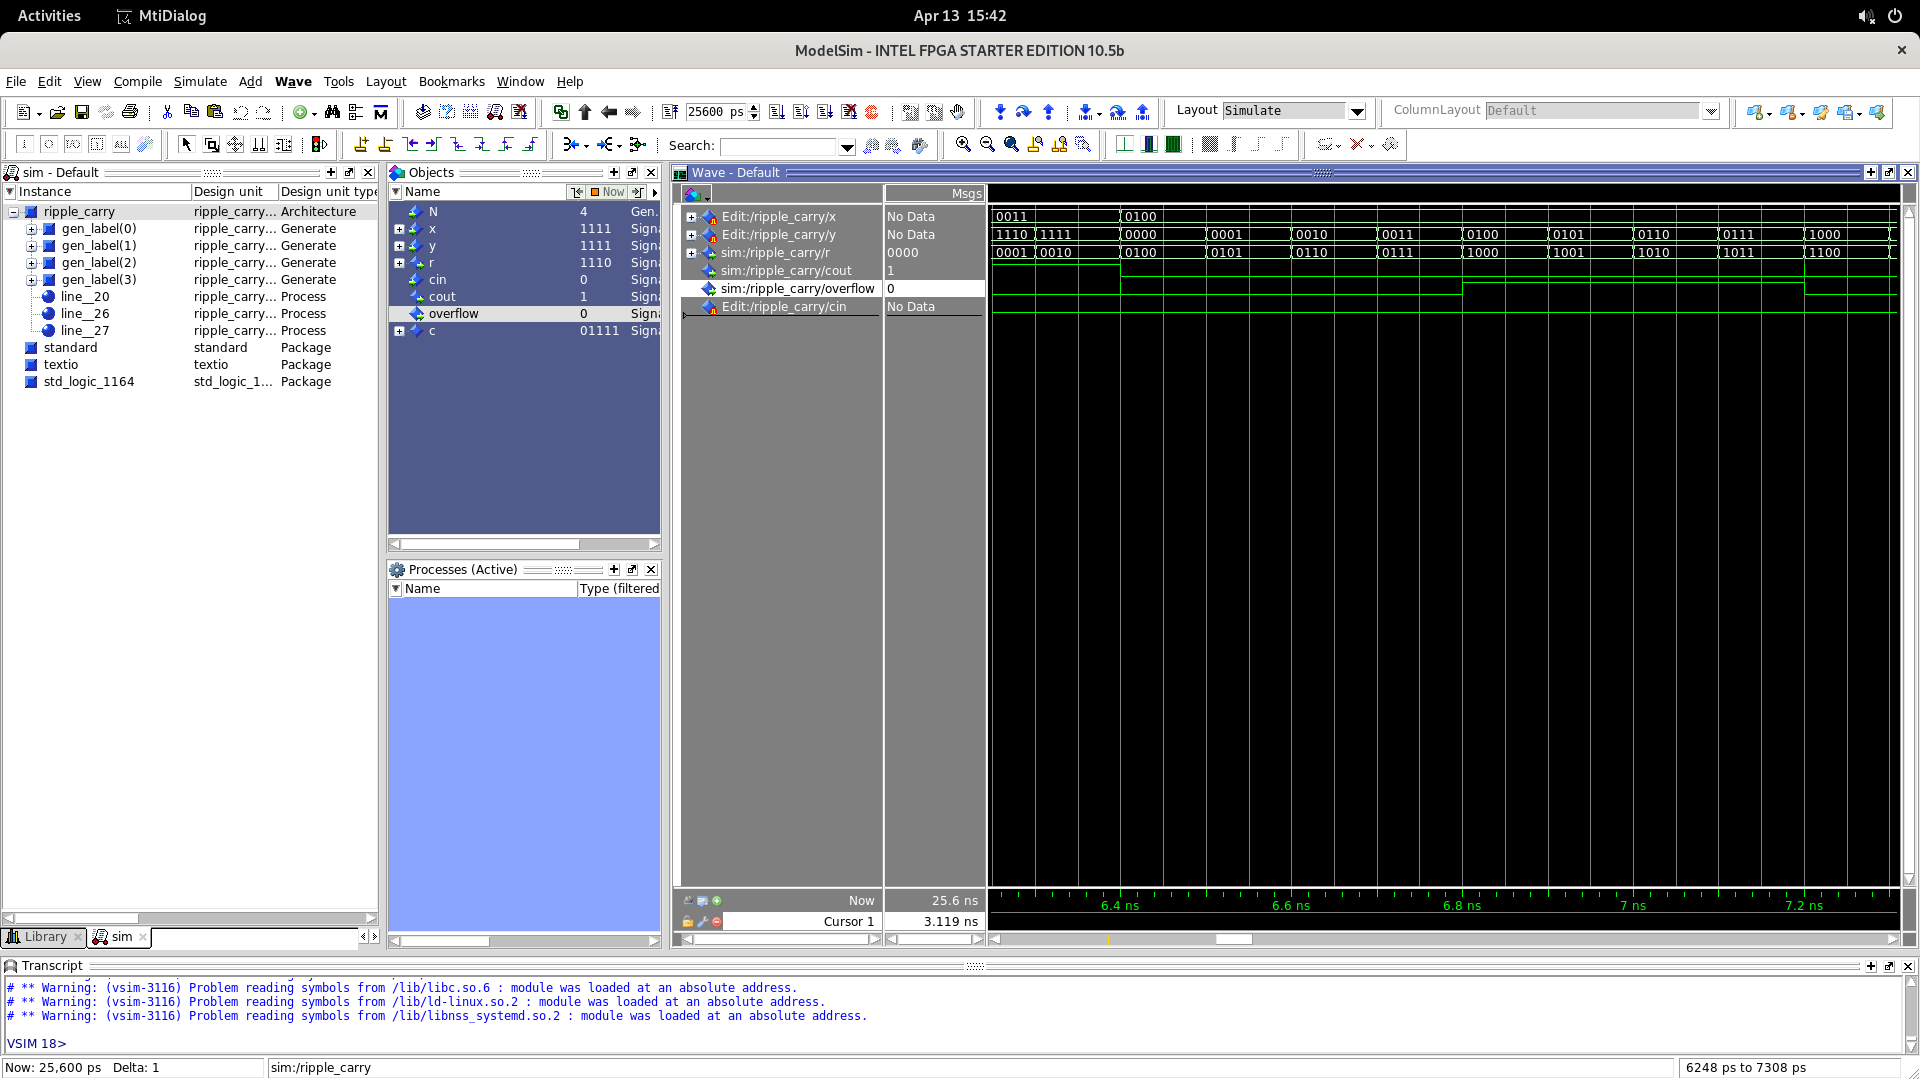 Activities MtiDialog Apr 13 15:42
ModelSim - INTEL FPGA STARTER EDITION 10.5b
File Edit View Compile Simulate Add Wave Tools Layout Bookmarks Window Help
25600 ps Layout Simulate ColumnLayout Default
Search:
sim - Default
Instance Design unit Design unit type
ripple_carry ripple_carry... Architecture
gen_label(0) ripple_carry... Generate
gen_label(1) ripple_carry... Generate
gen_label(2) ripple_carry... Generate
gen_label(3) ripple_carry... Generate
line__20 ripple_carry... Process
line__26 ripple_carry... Process
line__27 ripple_carry... Process
standard standard Package
textio textio Package
std_logic_1164 std_logic_1... Package
Library sim
Objects
Name Now
N 4 Gen.
x 1111 Signa
y 1111 Signa
r 1110 Signa
cin 0 Signa
cout 1 Signa
overflow 0 Signa
c 01111 Signa
Processes (Active)
Name Type (filtered
Wave - Default
Msgs
Edit:/ripple_carry/x No Data 0011 0100
Edit:/ripple_carry/y No Data 1110 1111 0000 0001 0010 0011 0100 0101 0110 0111 1000
sim:/ripple_carry/r 0000 0001 0010 0100 0101 0110 0111 1000 1001 1010 1011 1100
sim:/ripple_carry/cout 1
sim:/ripple_carry/overflow 0
Edit:/ripple_carry/cin No Data
Now 25.6 ns 6.4 ns 6.6 ns 6.8 ns 7 ns 7.2 ns
Cursor 1 3.119 ns
Transcript
# ** Warning: (vsim-3116) Problem reading symbols from /lib/libc.so.6 : module was loaded at an absolute address.
# ** Warning: (vsim-3116) Problem reading symbols from /lib/ld-linux.so.2 : module was loaded at an absolute address.
# ** Warning: (vsim-3116) Problem reading symbols from /lib/libnss_systemd.so.2 : module was loaded at an absolute address.
VSIM 18>
Now: 25,600 ps Delta: 1 sim:/ripple_carry 6248 ps to 7308 ps